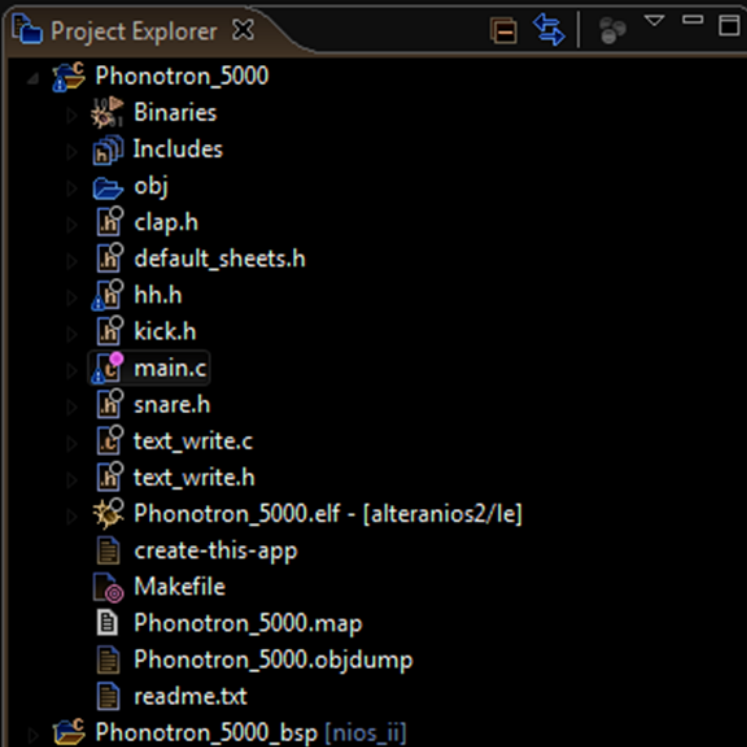 Project Explorer
Phonotron_5000
Binaries
Includes
obj
clap.h
default_sheets.h
hh.h
kick.h
main.c
snare.h
text_write.c
text_write.h
Phonotron_5000.elf - [alteranios2/le]
create-this-app
Makefile
Phonotron_5000.map
Phonotron_5000.objdump
readme.txt
Phonotron_5000_bsp [nios_ii]